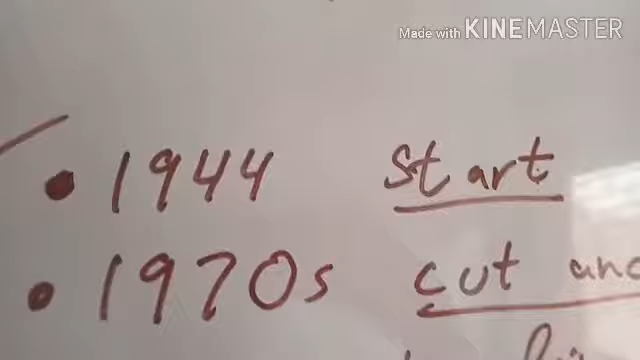 Made with KINEMASTER
• 1944 start
• 1970s cut